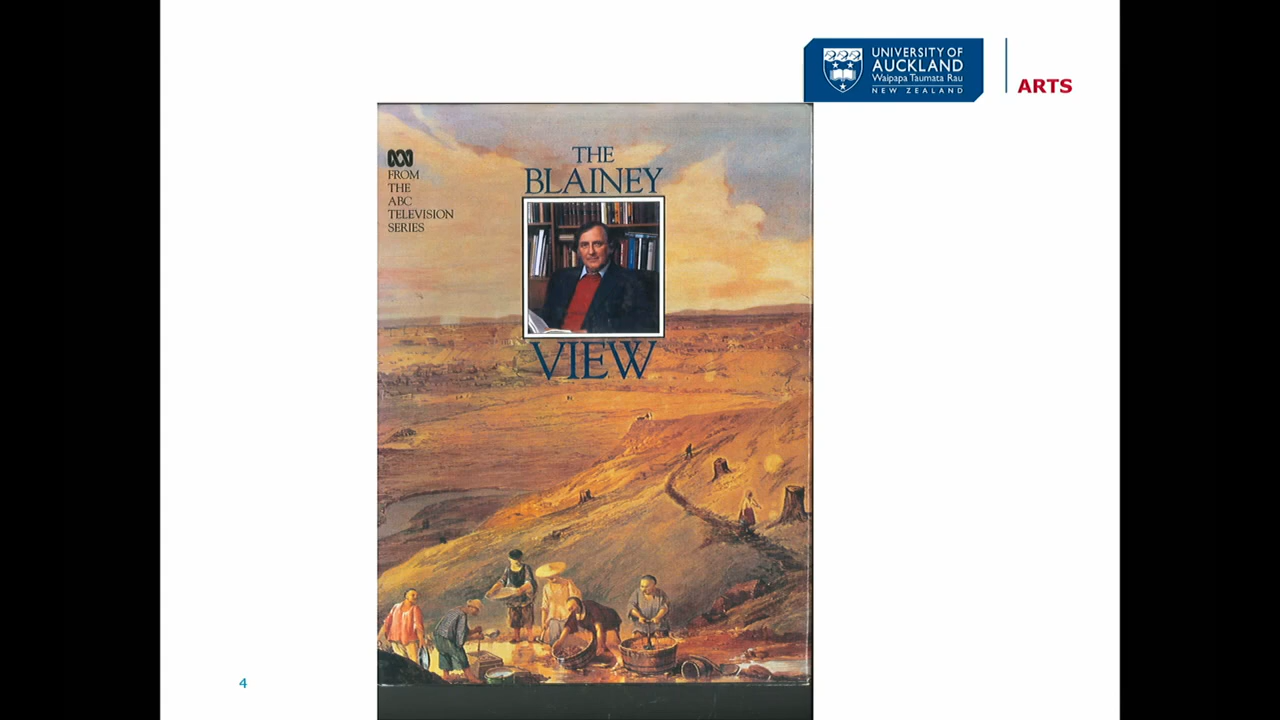 UNIVERSITY OF
AUCKLAND
Waipapa Taumata Rau
NEW ZEALAND
ARTS
FROM
THE
ABC
TELEVISION
SERIES
THE
BLAINEY
VIEW
4